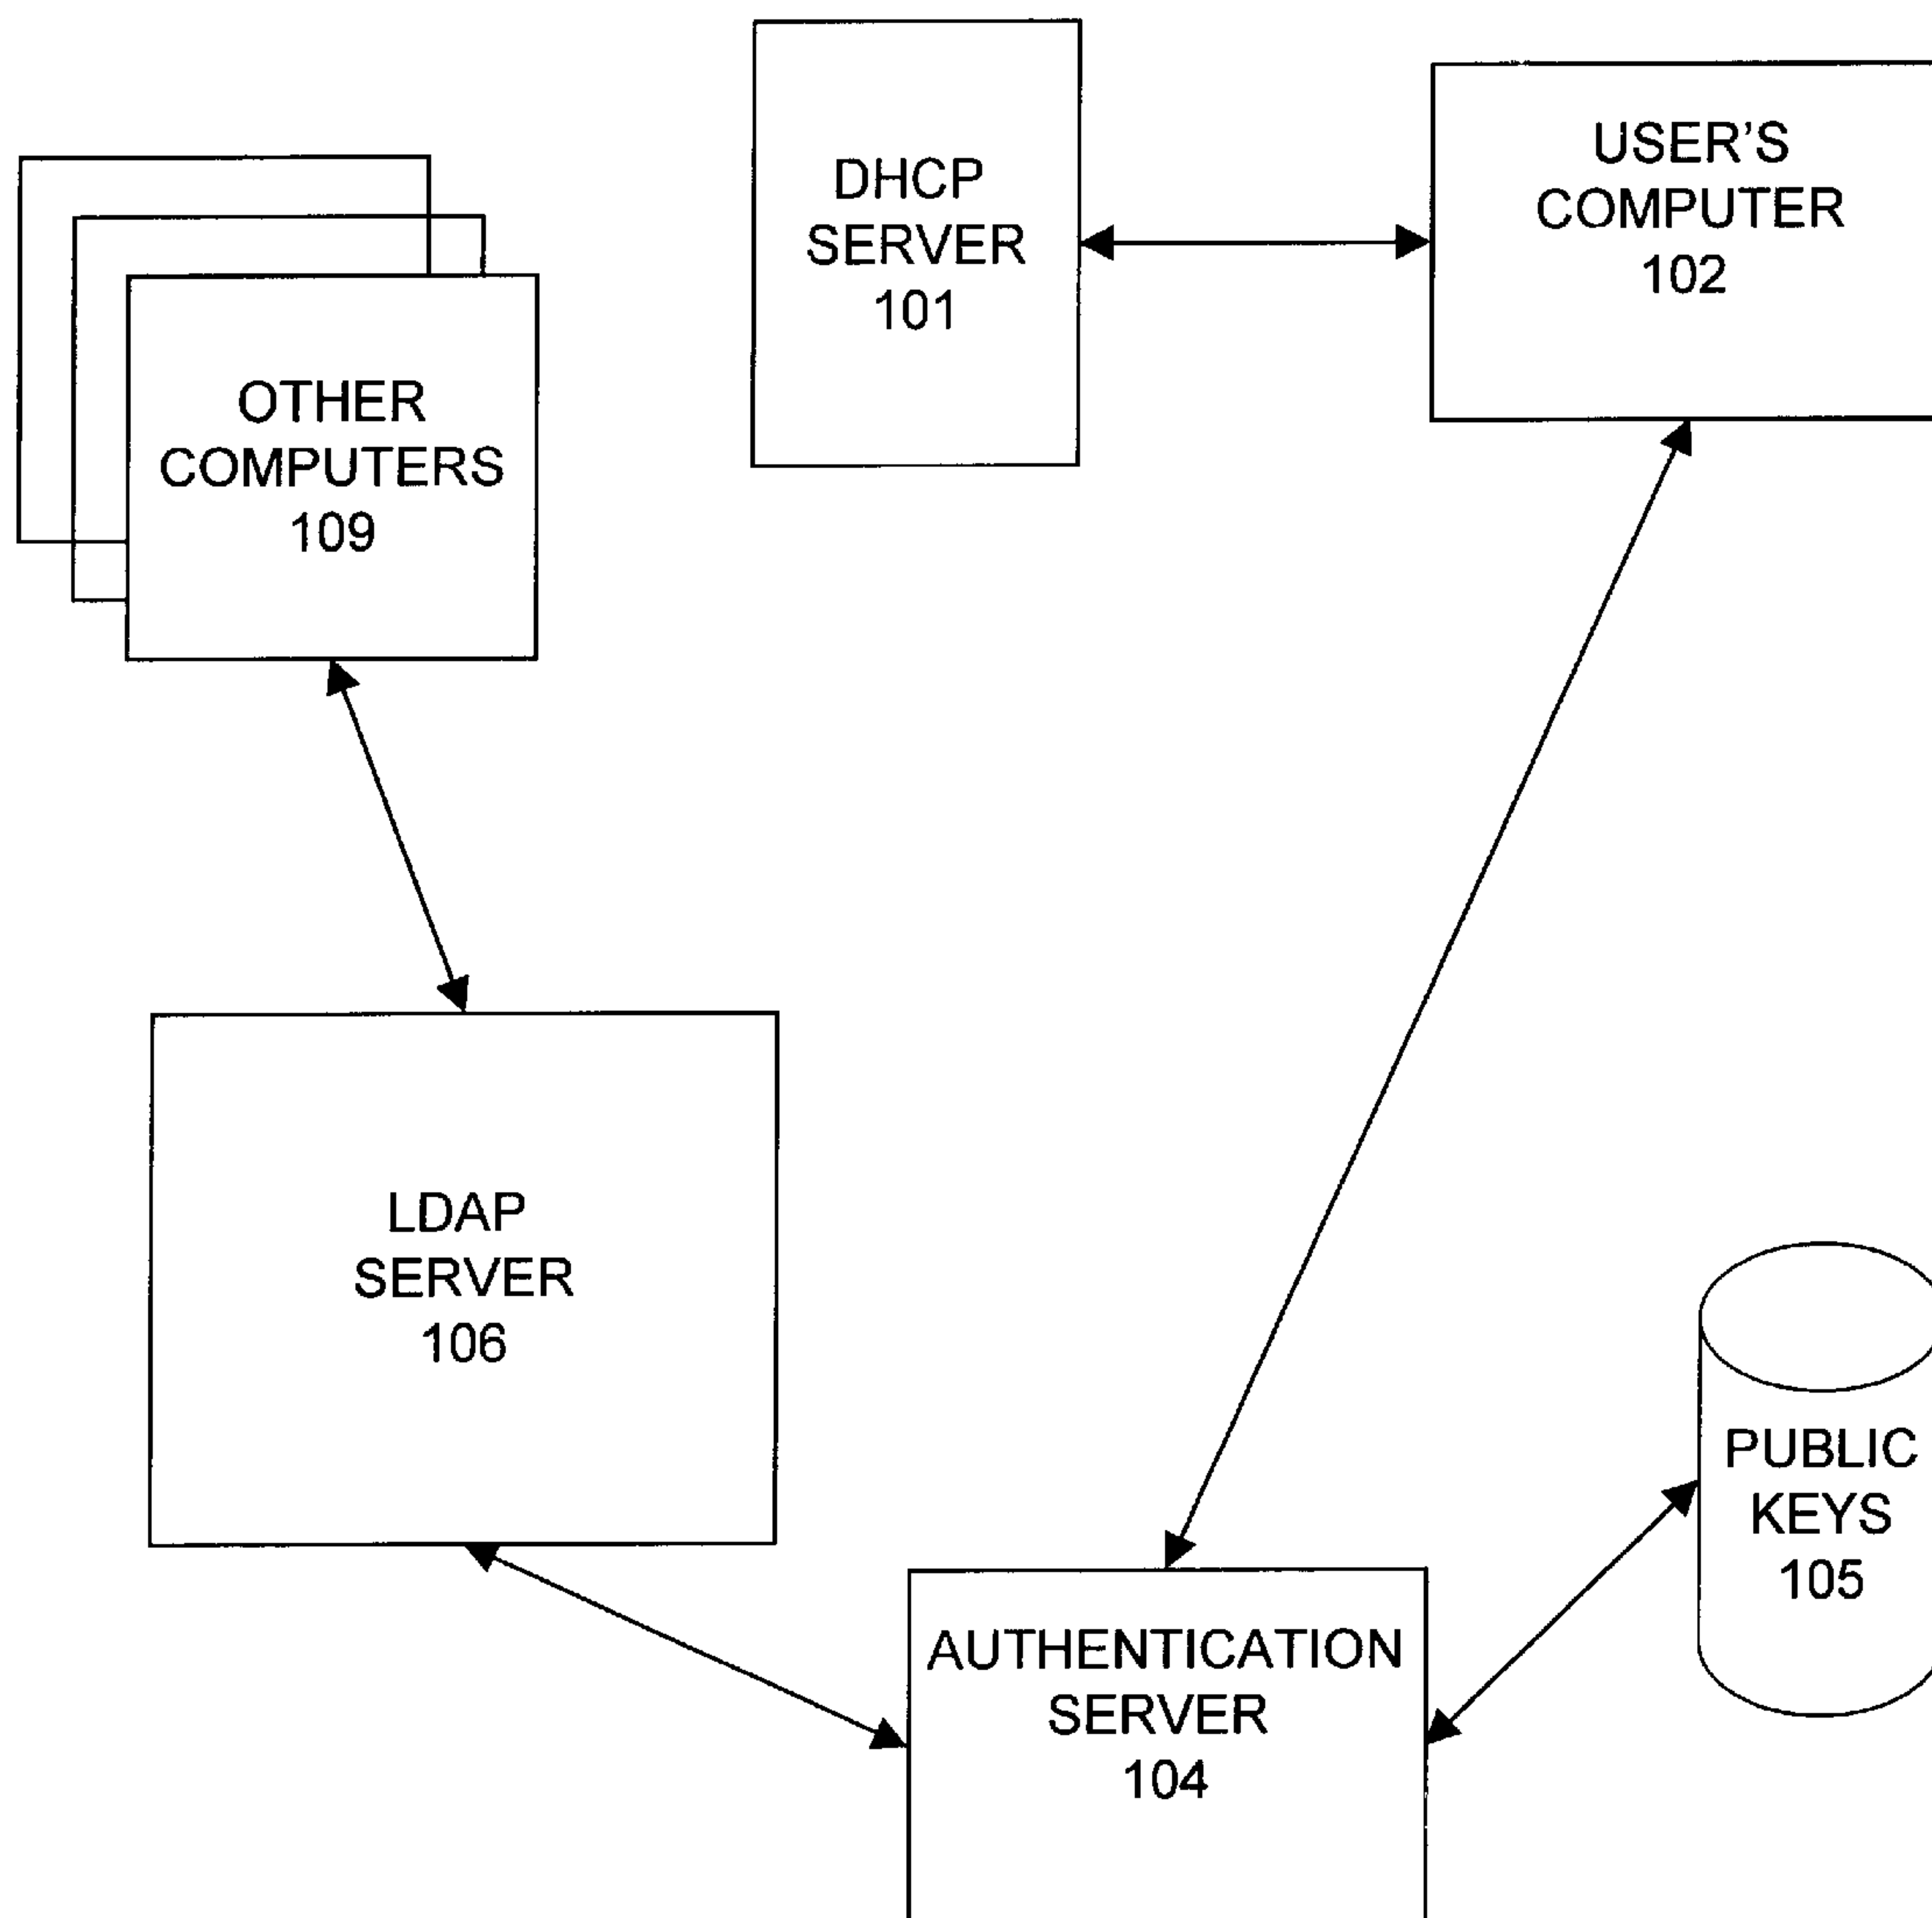 DHCP
SERVER
101
USER'S
COMPUTER
102
OTHER
COMPUTERS
109
LDAP
SERVER
106
PUBLIC
KEYS
105
AUTHENTICATION
SERVER
104